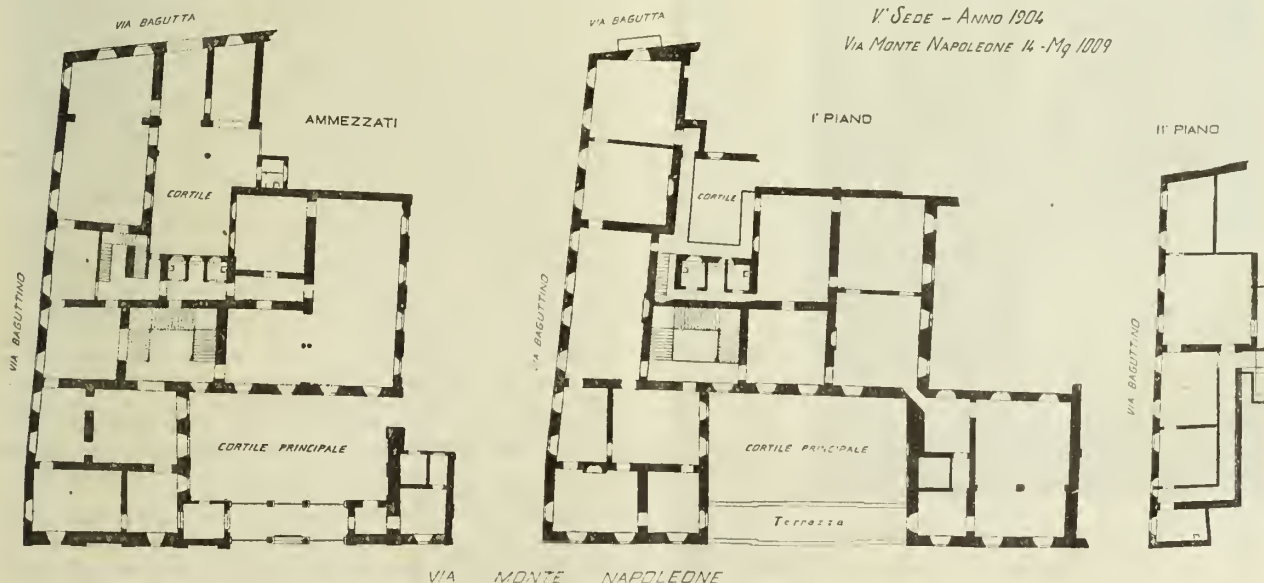 V.ª SEDE - ANNO 1904
VIA MONTE NAPOLEONE 14 - Mq 1009
VIA BAGUTTA
AMMEZZATI
CORTILE
VIA BAGUTTINO
CORTILE PRINCIPALE
VIA BAGUTTA
I° PIANO
CORTILE
VIA BAGUTTINO
CORTILE PRINCIPALE
Terrazza
II° PIANO
VIA BAGUTTINO
VIA MONTE NAPOLEONE